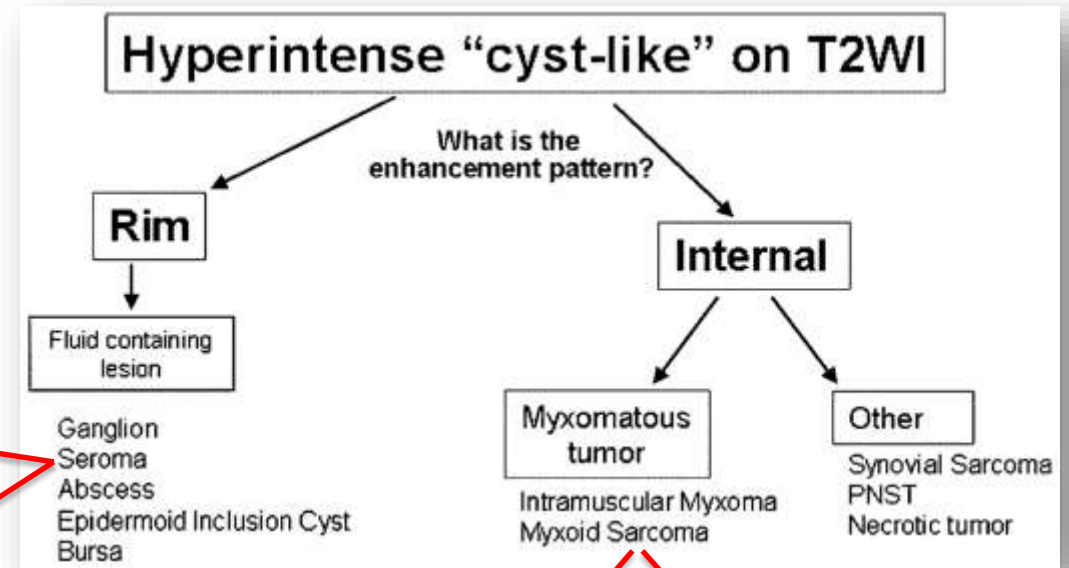 Hyperintense “cyst-like” on T2WI
What is the
enhancement pattern?
Rim
Internal
Fluid containing
lesion
Ganglion
Seroma
Abscess
Epidermoid Inclusion Cyst
Bursa
Myxomatous
tumor
Intramuscular Myxoma
Myxoid Sarcoma
Other
Synovial Sarcoma
PNST
Necrotic tumor